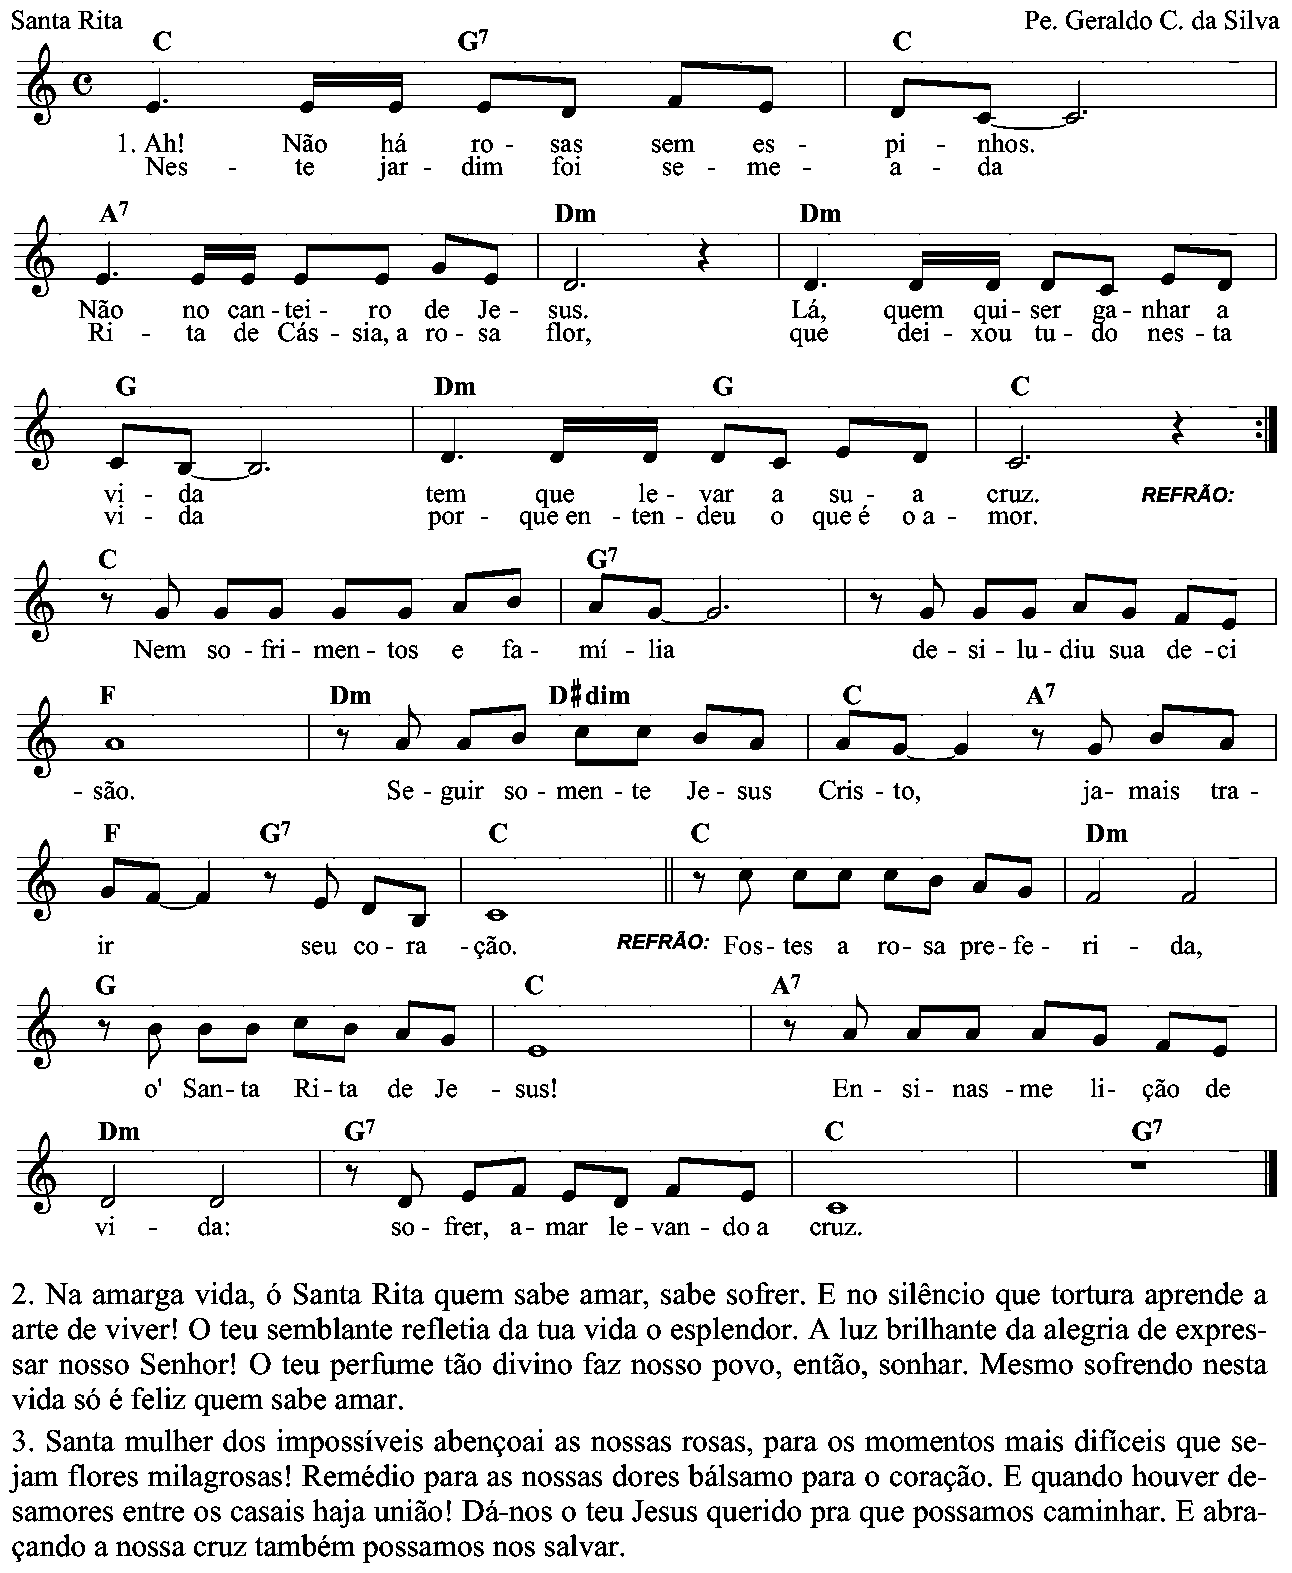 Santa Rita Pe. Geraldo C. da Silva
C G7 C
1. Ah! Não há ro - sas sem es - pi - nhos.
Nes - te jar - dim foi se - me - a - da
A7 Dm Dm
Não no can - tei - ro de Je - sus. Lá, quem qui - ser ga - nhar a
Ri - ta de Cás - sia, a ro - sa flor, que dei - xou tu - do nes - ta
G Dm G C
vi - da tem que le - var a su - a cruz. REFRÃO:
vi - da por - que en - ten - deu o que é o a - mor.
C G7
Nem so - fri - men - tos e fa - mí - lia de - si - lu - diu sua de - ci
F Dm D♯dim C A7
- são. Se - guir so - men - te Je - sus Cris - to, ja - mais tra -
F G7 C C Dm
ir seu co - ra - ção. REFRÃO: Fos - tes a ro - sa pre - fe - ri - da,
G C A7
o' San - ta Ri - ta de Je - sus! En - si - nas - me li - ção de
Dm G7 C G7
vi - da: so - frer, a - mar le - van - do a cruz.
2. Na amarga vida, ó Santa Rita quem sabe amar, sabe sofrer. E no silêncio que tortura aprende a
arte de viver! O teu semblante refletia da tua vida o esplendor. A luz brilhante da alegria de expres-
sar nosso Senhor! O teu perfume tão divino faz nosso povo, então, sonhar. Mesmo sofrendo nesta
vida só é feliz quem sabe amar.
3. Santa mulher dos impossíveis abençoai as nossas rosas, para os momentos mais difíceis que se-
jam flores milagrosas! Remédio para as nossas dores bálsamo para o coração. E quando houver de-
samores entre os casais haja união! Dá-nos o teu Jesus querido pra que possamos caminhar. E abra-
çando a nossa cruz também possamos nos salvar.